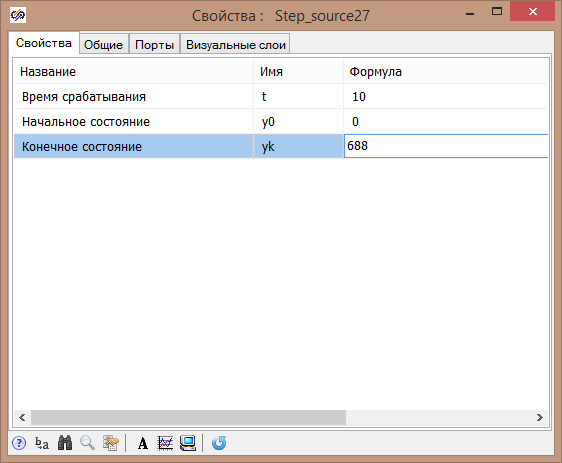 Свойства : Step_source27
Свойства Общие Порты Визуальные слои
Название Имя Формула
Время срабатывания t 10
Начальное состояние y0 0
Конечное состояние yk 688
? b a A